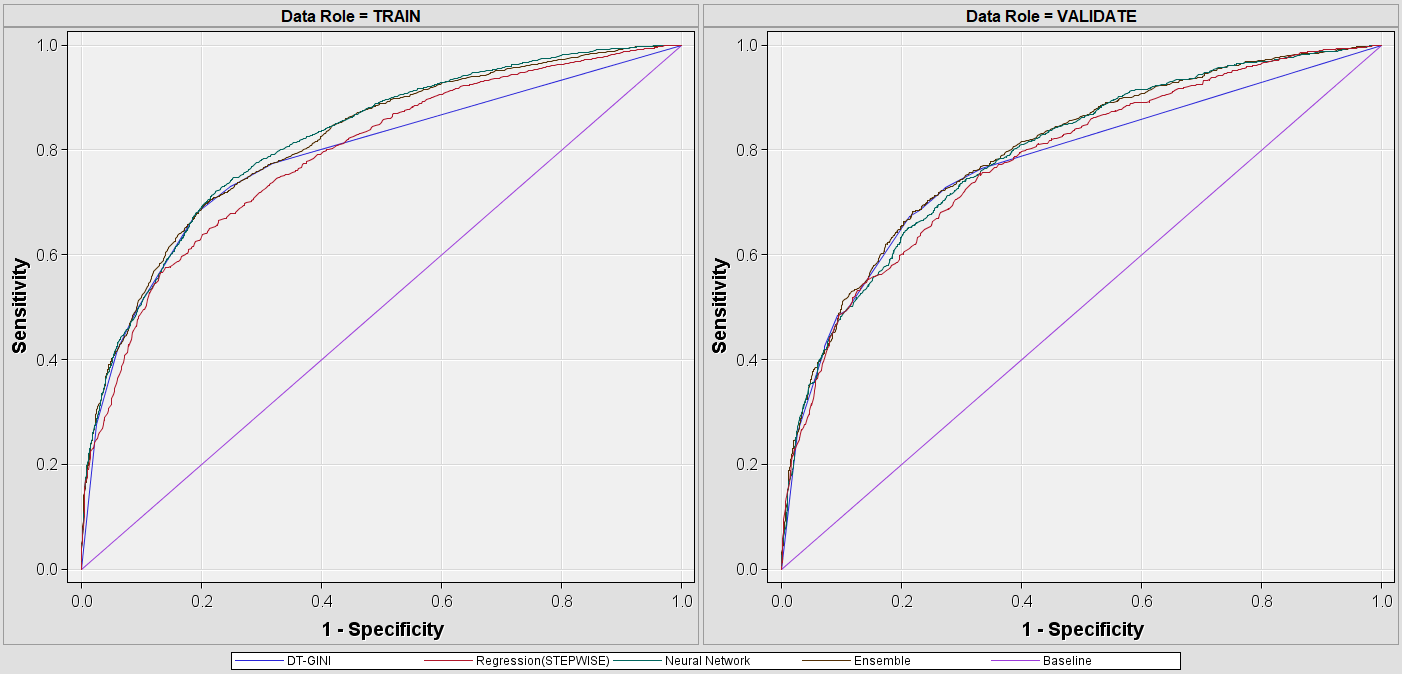 Data Role = TRAIN
1.0
0.8
0.6
0.4
0.2
0.0
Sensitivity
0.0 0.2 0.4 0.6 0.8 1.0
1 - Specificity
Data Role = VALIDATE
1.0
0.8
0.6
0.4
0.2
0.0
Sensitivity
0.0 0.2 0.4 0.6 0.8 1.0
1 - Specificity
DT-GINI Regression(STEPWISE) Neural Network Ensemble Baseline